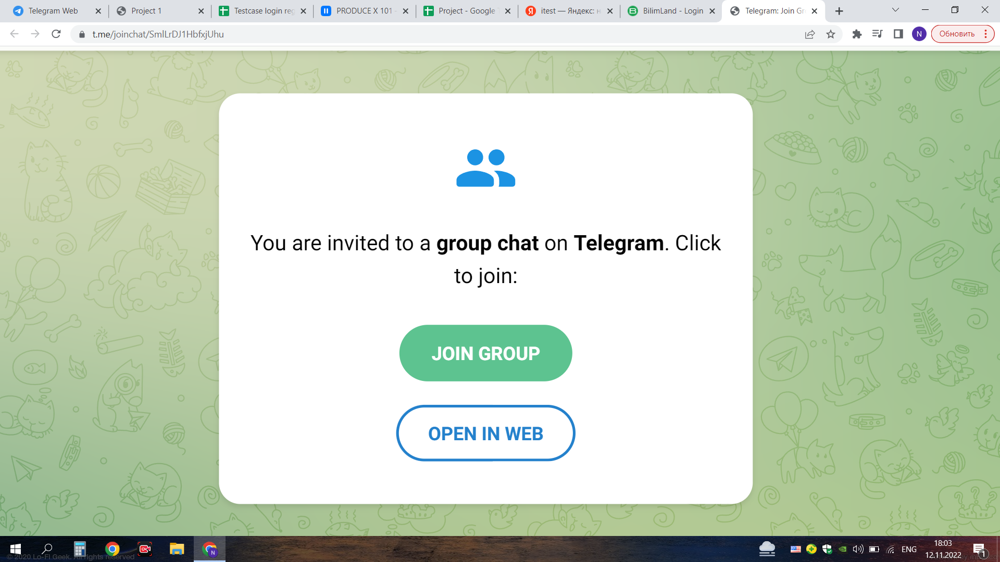 Telegram Web
Project 1
Testcase login reg
PRODUCE X 101 -
Project - Google T
itest — Яндекс: н
BilimLand - Login
Telegram: Join Gr
t.me/joinchat/SmlLrDJ1HbfxjUhu
N
Обновить
You are invited to a group chat on Telegram. Click
to join:
JOIN GROUP
OPEN IN WEB
N
ENG
18:03
12.11.2022
1
© 2020 Lo-Fi Geek. All rights reserved